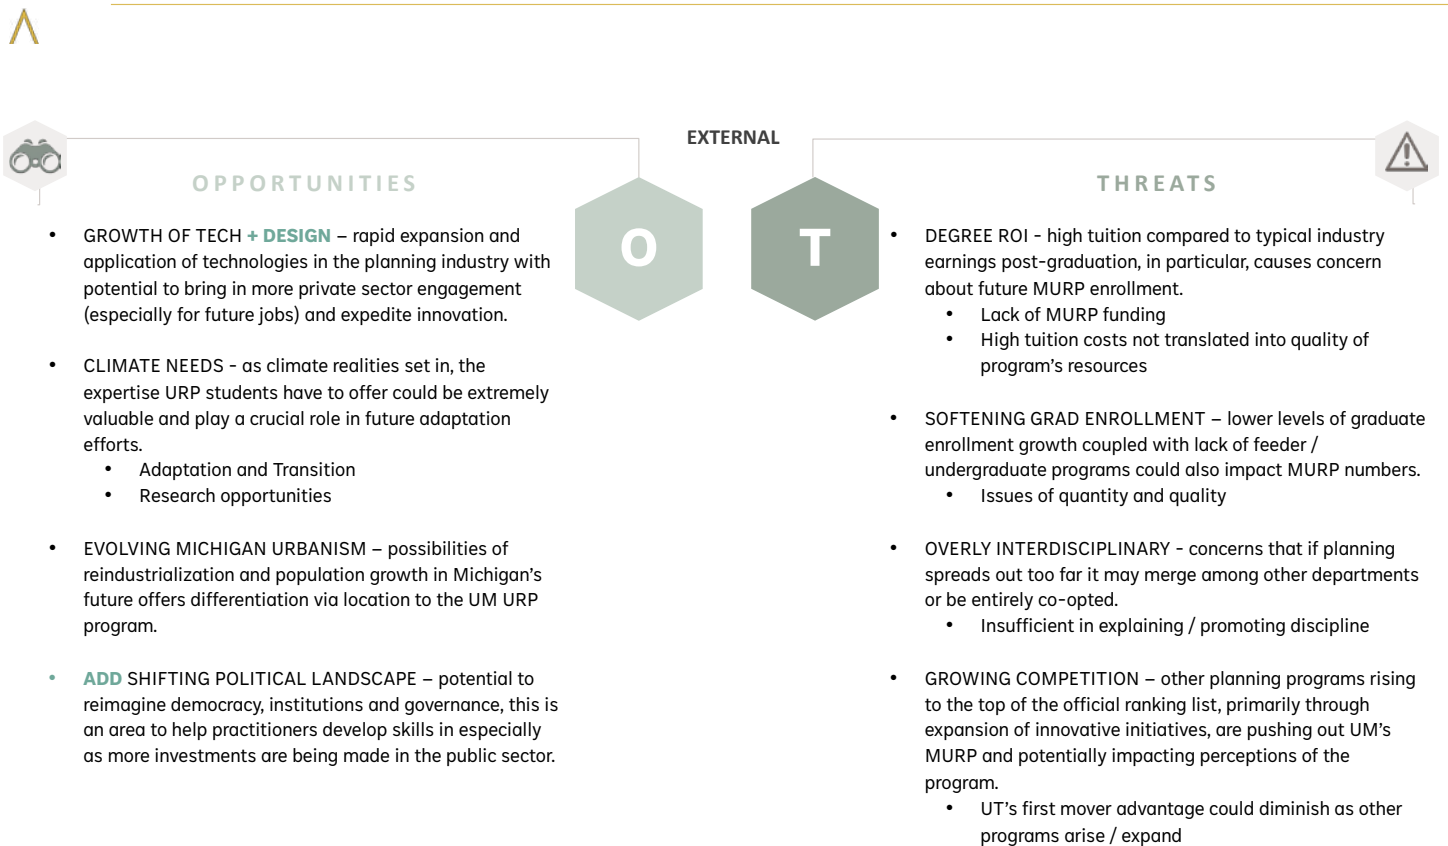 EXTERNAL
OPPORTUNITIES
O
• GROWTH OF TECH + DESIGN – rapid expansion and
application of technologies in the planning industry with
potential to bring in more private sector engagement
(especially for future jobs) and expedite innovation.
• CLIMATE NEEDS - as climate realities set in, the
expertise URP students have to offer could be extremely
valuable and play a crucial role in future adaptation
efforts.
• Adaptation and Transition
• Research opportunities
• EVOLVING MICHIGAN URBANISM – possibilities of
reindustrialization and population growth in Michigan's
future offers differentiation via location to the UM URP
program.
• ADD SHIFTING POLITICAL LANDSCAPE – potential to
reimagine democracy, institutions and governance, this is
an area to help practitioners develop skills in especially
as more investments are being made in the public sector.
THREATS
T
• DEGREE ROI - high tuition compared to typical industry
earnings post-graduation, in particular, causes concern
about future MURP enrollment.
• Lack of MURP funding
• High tuition costs not translated into quality of
program's resources
• SOFTENING GRAD ENROLLMENT – lower levels of graduate
enrollment growth coupled with lack of feeder /
undergraduate programs could also impact MURP numbers.
• Issues of quantity and quality
• OVERLY INTERDISCIPLINARY - concerns that if planning
spreads out too far it may merge among other departments
or be entirely co-opted.
• Insufficient in explaining / promoting discipline
• GROWING COMPETITION – other planning programs rising
to the top of the official ranking list, primarily through
expansion of innovative initiatives, are pushing out UM's
MURP and potentially impacting perceptions of the
program.
• UT's first mover advantage could diminish as other
programs arise / expand